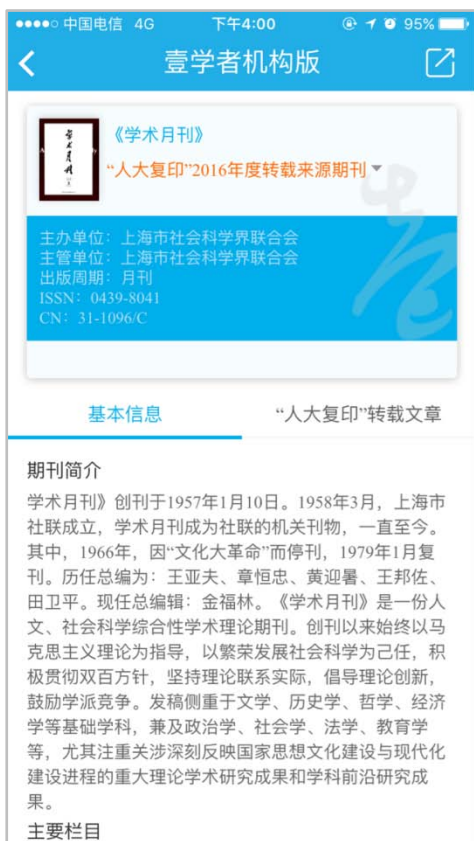 中国电信 4G 下午4:00 95%
壹学者机构版
学术月刊
《学术月刊》
“人大复印”2016年度转载来源期刊
主办单位：上海市社会科学界联合会
主管单位：上海市社会科学界联合会
出版周期：月刊
ISSN：0439-8041
CN：31-1096/C
基本信息 “人大复印”转载文章
期刊简介
学术月刊》创刊于1957年1月10日。1958年3月，上海市
社联成立，学术月刊成为社联的机关刊物，一直至今。
其中，1966年，因“文化大革命”而停刊，1979年1月复
刊。历任总编为：王亚夫、章恒忠、黄迎暑、王邦佐、
田卫平。现任总编辑：金福林。《学术月刊》是一份人
文、社会科学综合性学术理论期刊。创刊以来始终以马
克思主义理论为指导，以繁荣发展社会科学为己任，积
极贯彻双百方针，坚持理论联系实际，倡导理论创新，
鼓励学派竞争。发稿侧重于文学、历史学、哲学、经济
学等基础学科，兼及政治学、社会学、法学、教育学
等，尤其注重关涉深刻反映国家思想文化建设与现代化
建设进程的重大理论学术研究成果和学科前沿研究成
果。
主要栏目